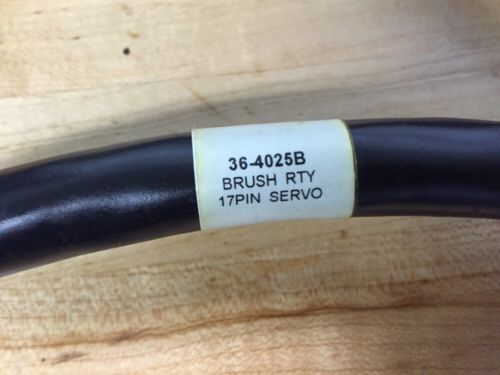 36-4025B
BRUSH RTY
17PIN SERVO